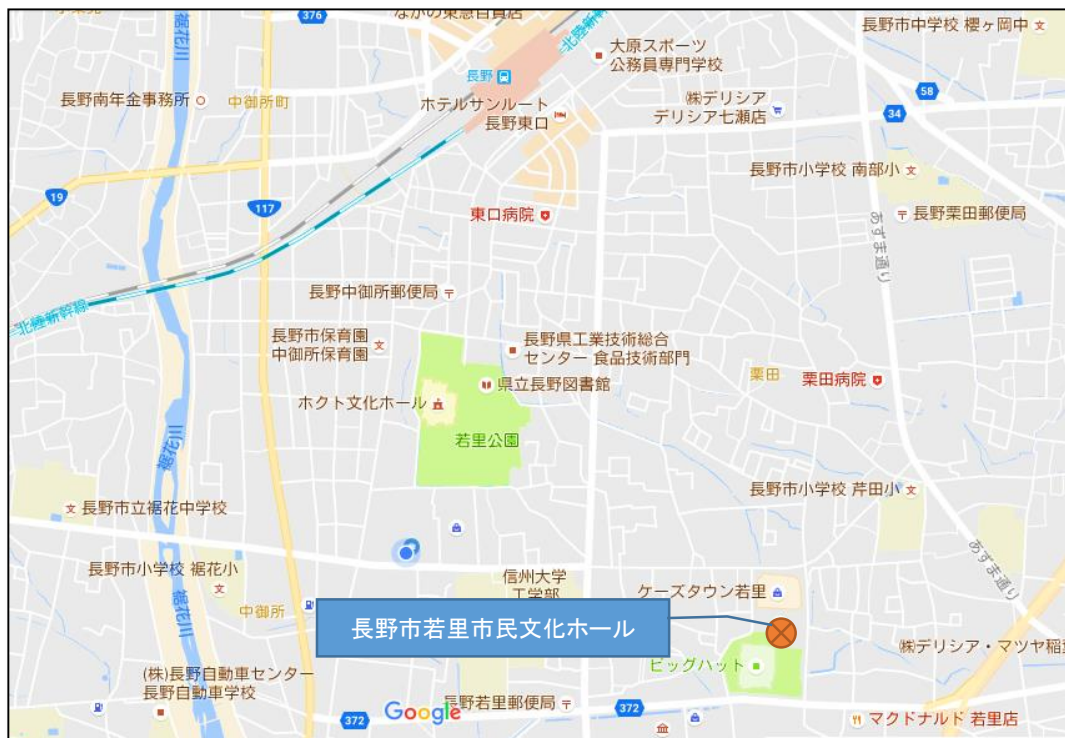 376
ながの東急百貨店
北陸新幹線
長野市中学校 櫻ヶ岡中
大原スポーツ
公務員専門学校
長野
長野南年金事務所
中御所町
ホテルサンルート
長野東口
(株)デリシア
デリシア七瀬店
58
34
長野市小学校 南部小
19
117
東口病院
長野栗田郵便局
あずま通り
長野中御所郵便局
北陸新幹線
長野市保育園
中御所保育園
長野県工業技術総合
センター 食品技術部門
栗田
栗田病院
県立長野図書館
ホクト文化ホール
若里公園
裾花川
長野市小学校 芹田小
長野市立裾花中学校
あずま通り
長野市小学校 裾花小
信州大学
工学部
中御所
ケーズタウン若里
長野市若里市民文化ホール
(株)デリシア・マツヤ稲
ビッグハット
(株)長野自動車センター
長野自動車学校
裾花川
長野若里郵便局
372
372
Google
マクドナルド 若里店